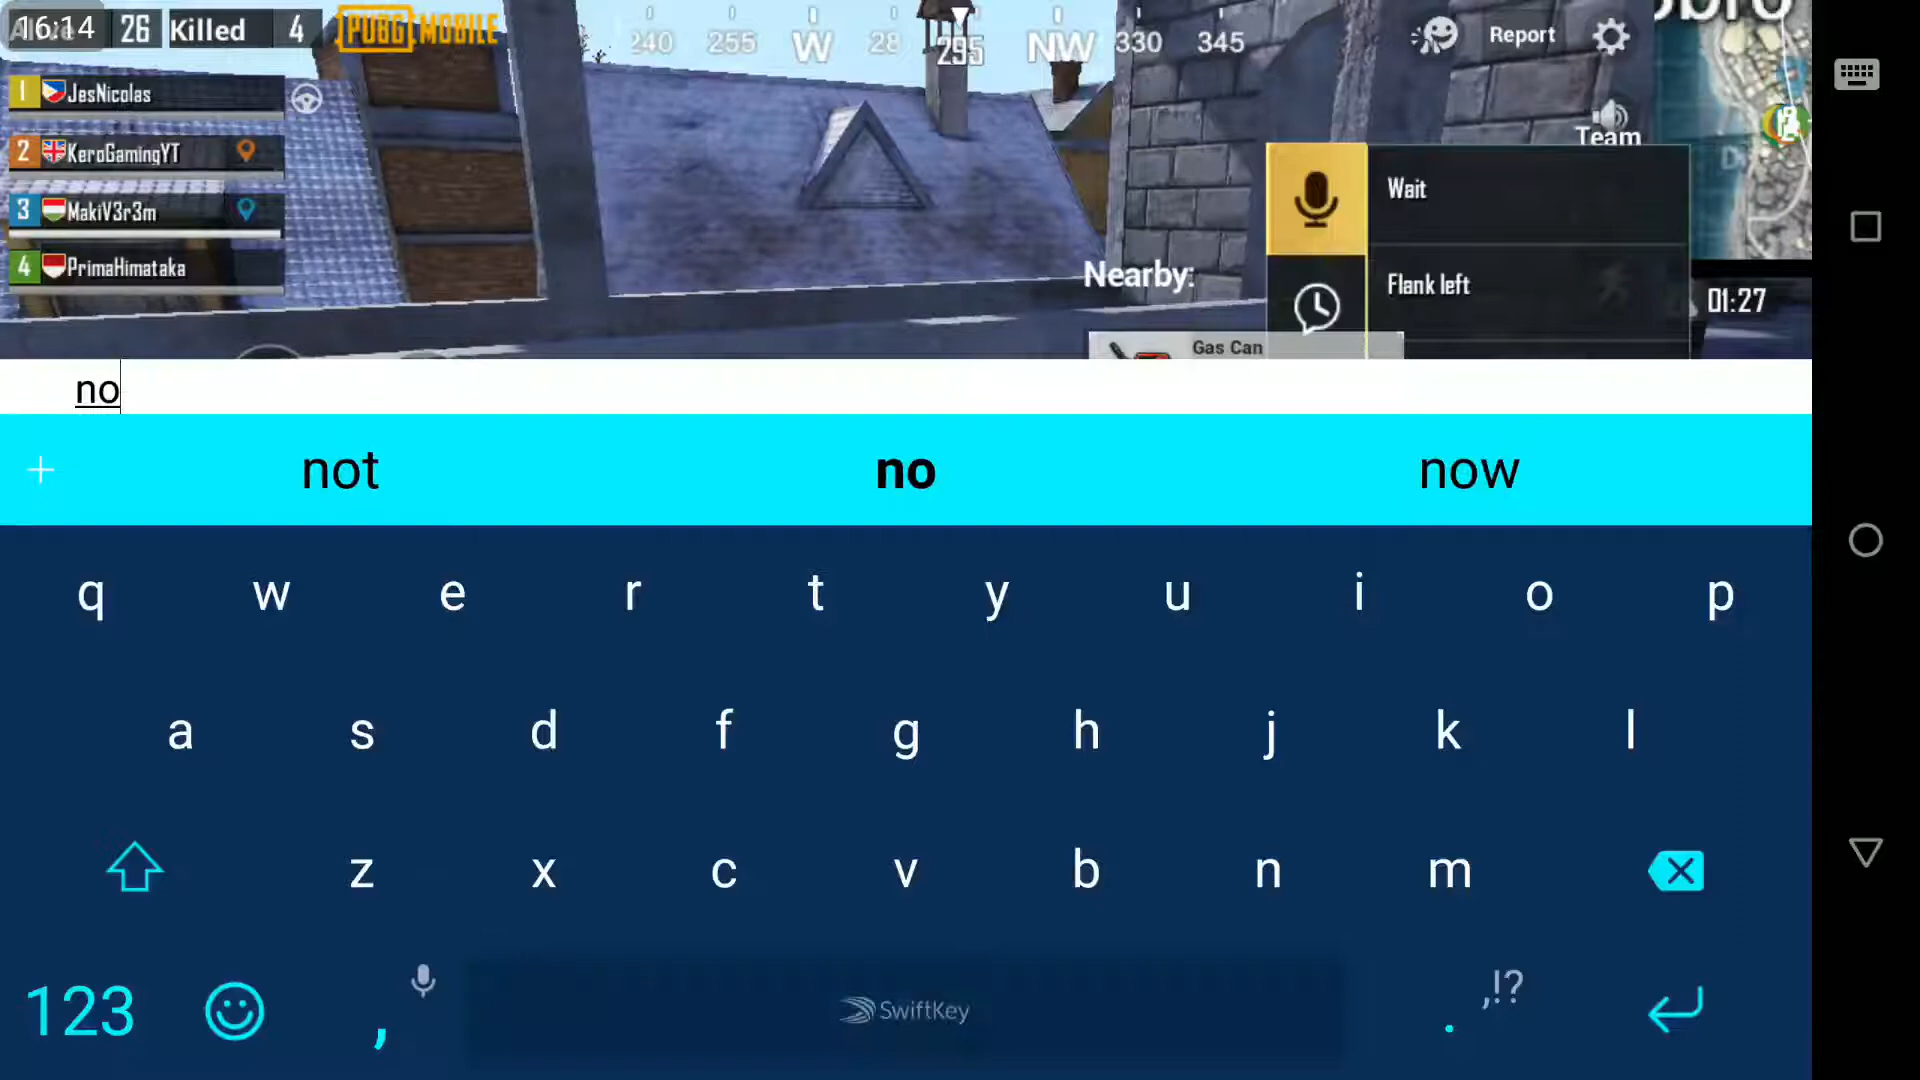 16:14 26 Killed 4 PUBG MOBILE
240 255 W 28 295 NW 330 345
Report
1 JesNicolas
2 KeroGamingYT
3 MakiV3r3m
4 PrimaHimataka
Team
Wait
Nearby:
Flank left
01:27
Gas Can
no
+ not no now
q w e r t y u i o p
a s d f g h j k l
z x c v b n m
123 , SwiftKey . ,!?